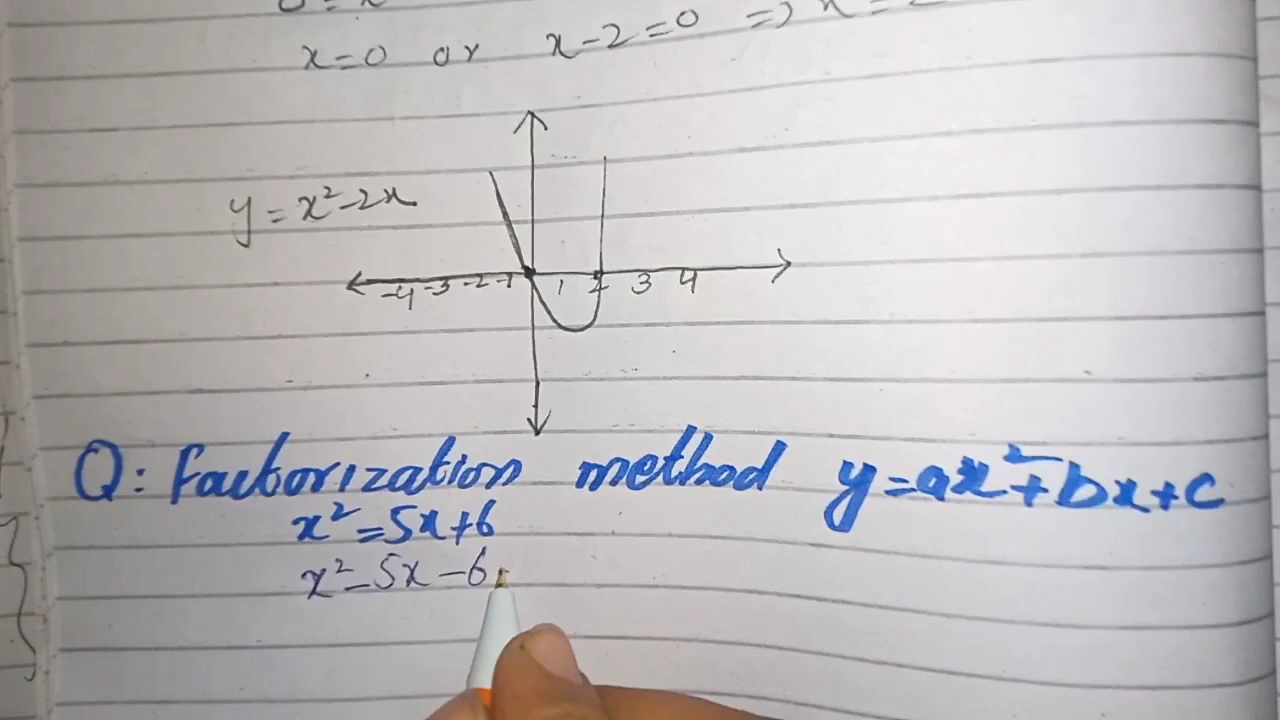 x=0 or x-2=0 => x=2
y=x²-2x
-4 -3 -2 -1 1 2 3 4
Q: Factorization method y=ax²+bx+c
x²=5x+6
x²-5x-6